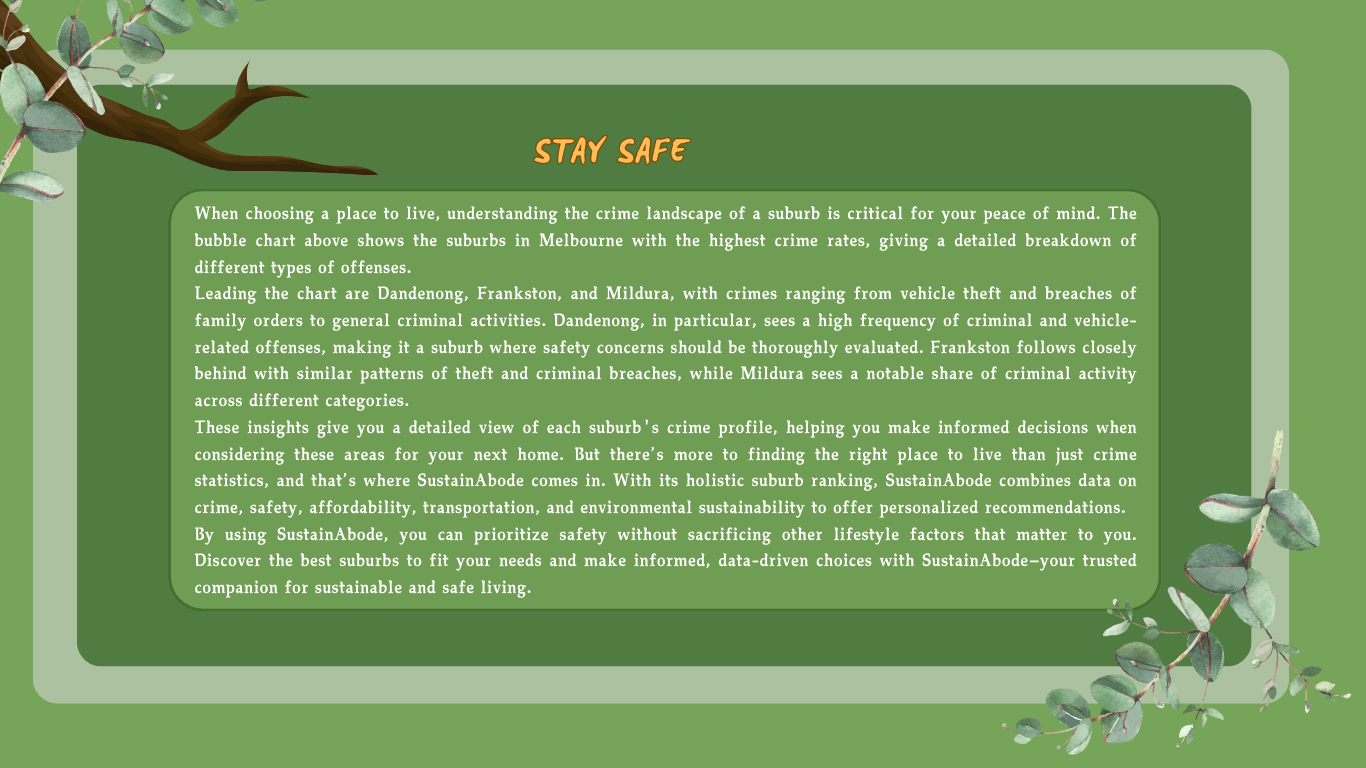 STAY SAFE
When choosing a place to live, understanding the crime landscape of a suburb is critical for your peace of mind. The
bubble chart above shows the suburbs in Melbourne with the highest crime rates, giving a detailed breakdown of
different types of offenses.
Leading the chart are Dandenong, Frankston, and Mildura, with crimes ranging from vehicle theft and breaches of
family orders to general criminal activities. Dandenong, in particular, sees a high frequency of criminal and vehicle-
related offenses, making it a suburb where safety concerns should be thoroughly evaluated. Frankston follows closely
behind with similar patterns of theft and criminal breaches, while Mildura sees a notable share of criminal activity
across different categories.
These insights give you a detailed view of each suburb's crime profile, helping you make informed decisions when
considering these areas for your next home. But there's more to finding the right place to live than just crime
statistics, and that's where SustainAbode comes in. With its holistic suburb ranking, SustainAbode combines data on
crime, safety, affordability, transportation, and environmental sustainability to offer personalized recommendations.
By using SustainAbode, you can prioritize safety without sacrificing other lifestyle factors that matter to you.
Discover the best suburbs to fit your needs and make informed, data-driven choices with SustainAbode—your trusted
companion for sustainable and safe living.